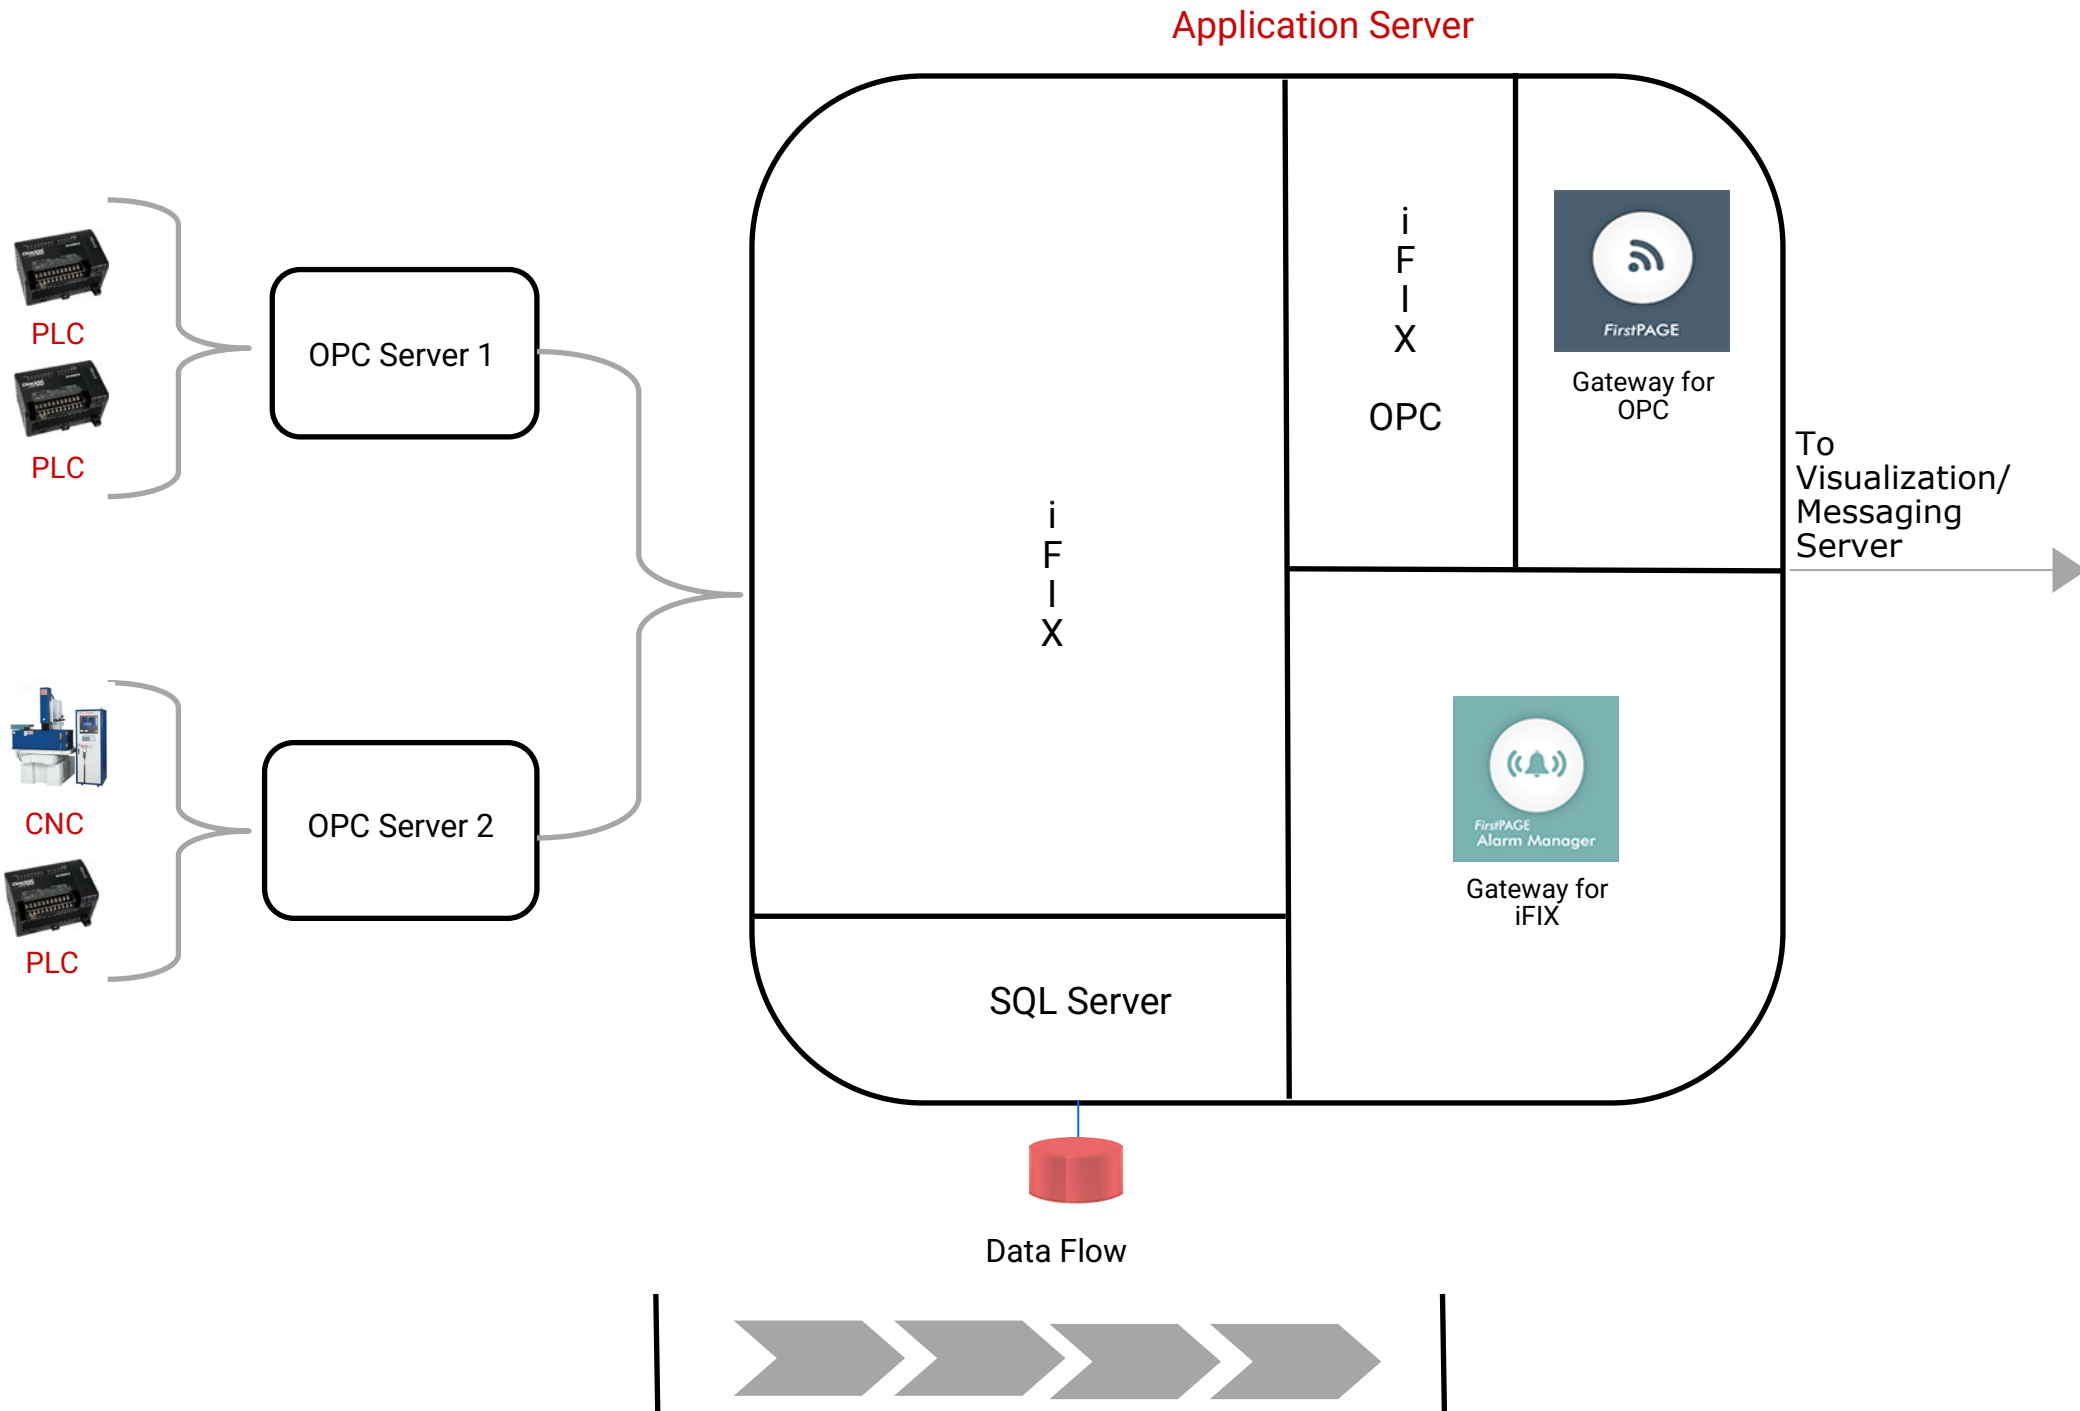 Application Server
PLC
PLC
OPC Server 1
CNC
PLC
OPC Server 2
i
F
I
X
SQL Server
i
F
I
X
OPC
FirstPAGE
Gateway for
OPC
FirstPAGE
Alarm Manager
Gateway for
iFIX
To
Visualization/
Messaging
Server
Data Flow